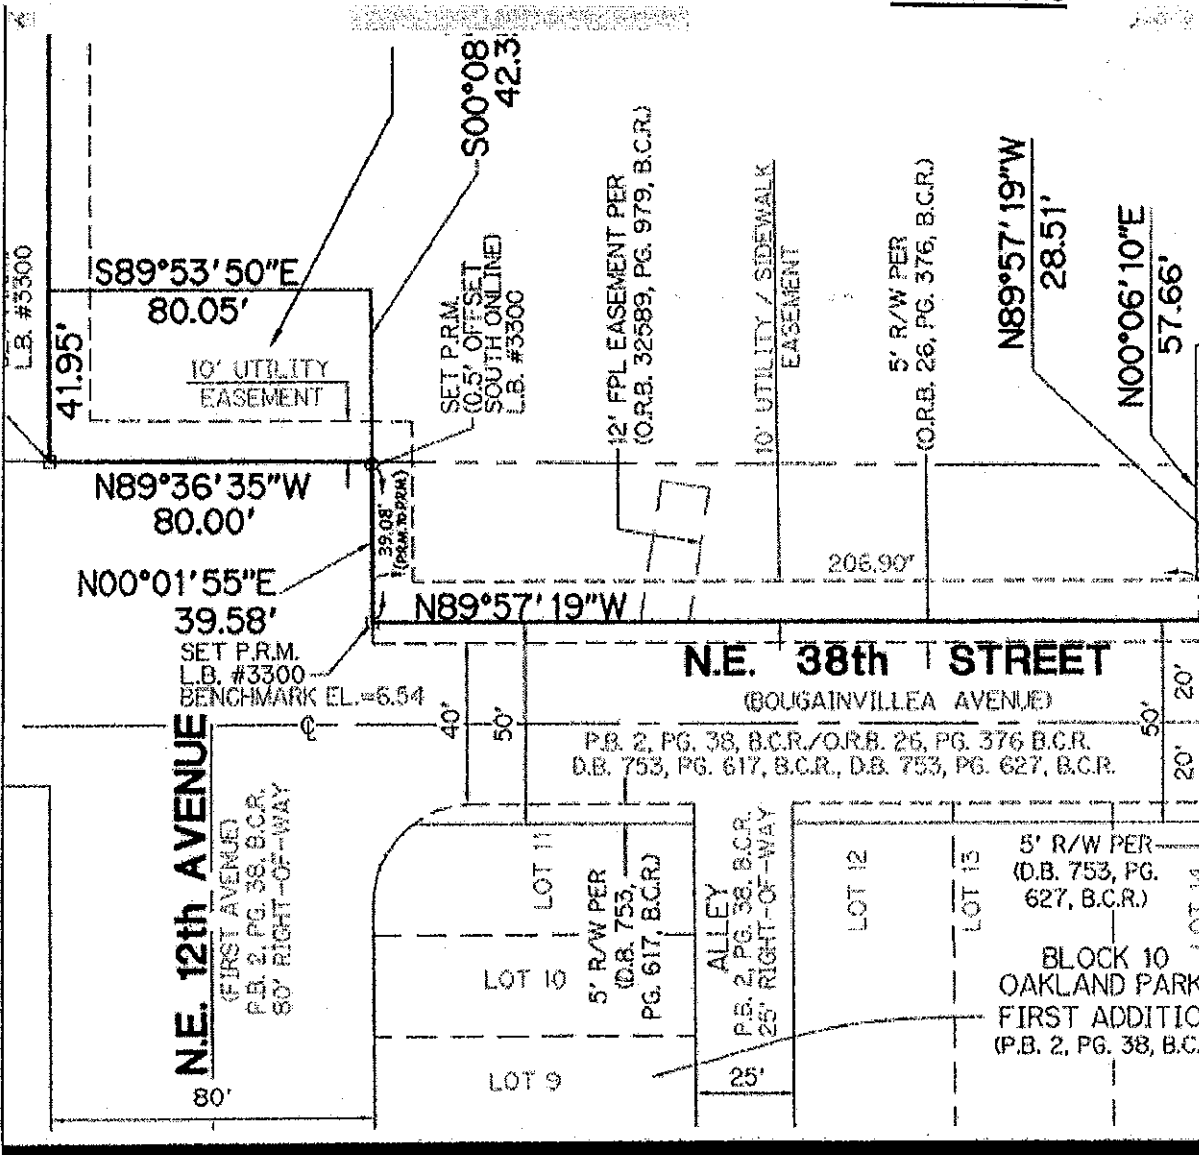 L.B. #3300
S89°53'50"E
80.05'
41.95'
10' UTILITY
EASEMENT
S00°08'
42.3
SET P.R.M.
(0.5' OFFSET
SOUTH ONLINE)
L.B. #3300
12' FPL EASEMENT PER
(O.R.B. 32589, PG. 979, B.C.R.)
10' UTILITY / SIDEWALK
EASEMENT
5' R/W PER
(O.R.B. 26, PG. 376, B.C.R.)
N89°57'19"W
28.51'
N00°06'10"E
57.66'
N89°36'35"W
80.00'
39.08'
(P.R.M. TO P.R.M.)
N00°01'55"E
39.58'
SET P.R.M.
L.B. #3300
BENCHMARK EL.=6.54
206.90'
N89°57'19"W
N.E. 38th STREET
(BOUGAINVILLEA AVENUE)
40'
50'
50'
20'
20'
P.B. 2, PG. 38, B.C.R./O.R.B. 26, PG. 376 B.C.R.
D.B. 753, PG. 617, B.C.R., D.B. 753, PG. 627, B.C.R.
N.E. 12th AVENUE
(FIRST AVENUE)
P.B. 2, PG. 38, B.C.R.
80' RIGHT-OF-WAY
80'
LOT 11
LOT 10
LOT 9
5' R/W PER
(D.B. 753,
PG. 617, B.C.R.)
ALLEY
P.B. 2, PG. 38, B.C.R.
25' RIGHT-OF-WAY
25'
LOT 12
LOT 13
LOT 14
5' R/W PER
(D.B. 753, PG.
627, B.C.R.)
BLOCK 10
OAKLAND PARK
FIRST ADDITIO
(P.B. 2, PG. 38, B.C.